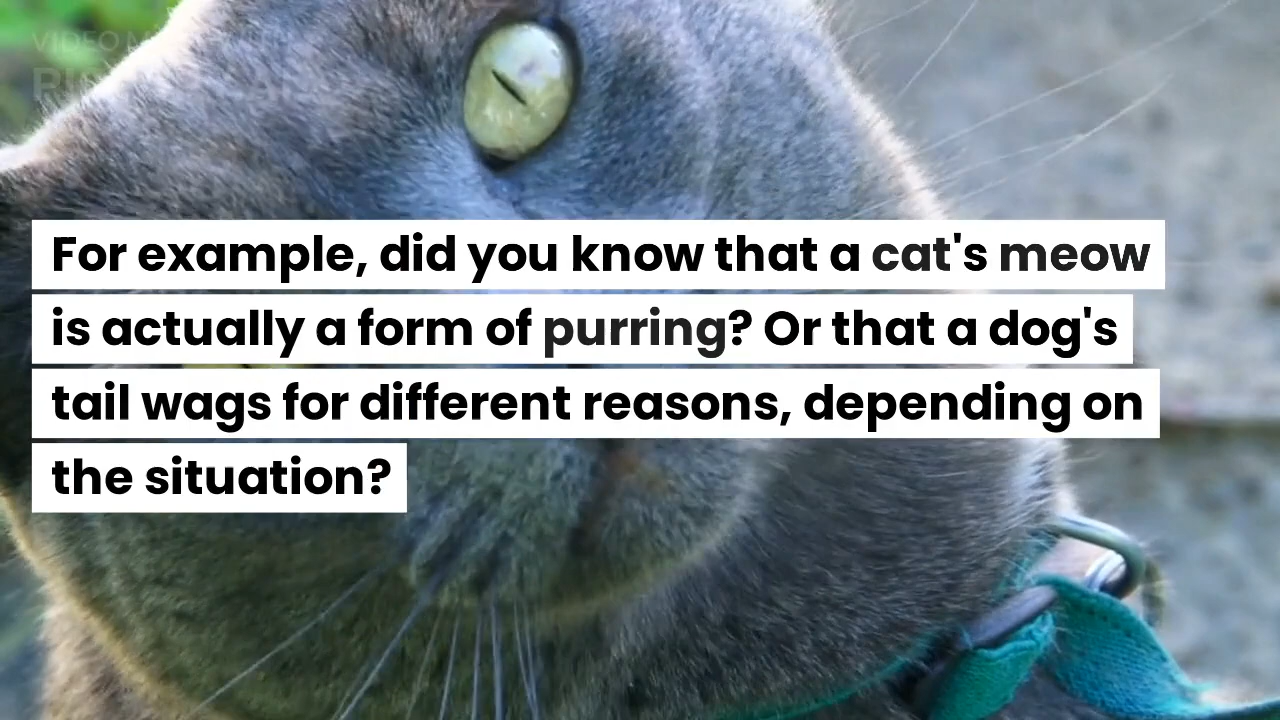 VIDEO M
For example, did you know that a cat's meow
is actually a form of purring? Or that a dog's
tail wags for different reasons, depending on
the situation?